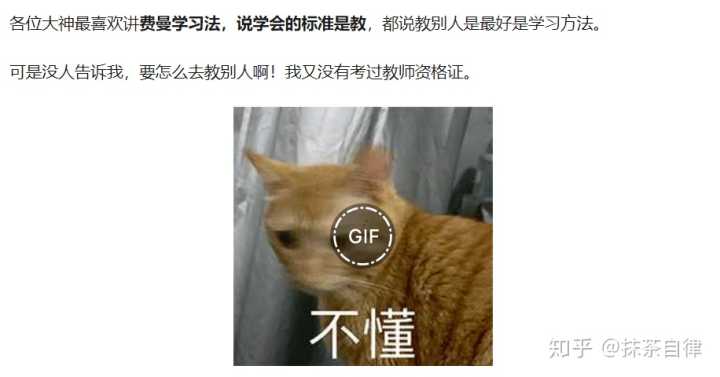 各位大神最喜欢讲费曼学习法，说学会的标准是教，都说教别人是最好是学习方法。
可是没人告诉我，要怎么去教别人啊！我又没有考过教师资格证。
GIF
不懂
知乎 @抹茶自律